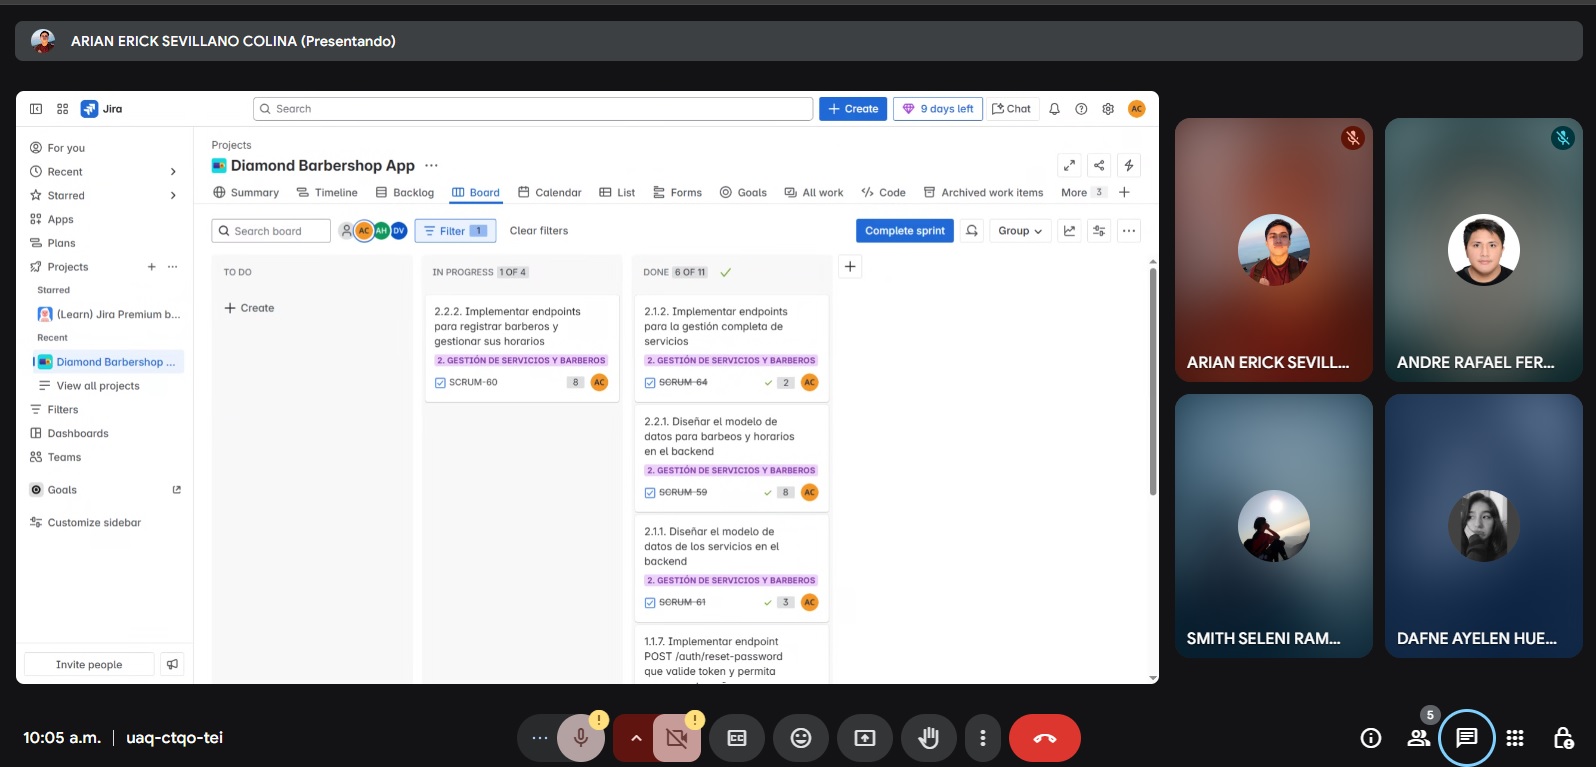 ARIAN ERICK SEVILLANO COLINA (Presentando)
Jira
Search
+ Create
9 days left
Chat
AC
For you
Recent
Starred
Apps
Plans
Projects
Starred
(Learn) Jira Premium b...
Recent
Diamond Barbershop ...
View all projects
Filters
Dashboards
Teams
Goals
Customize sidebar
Invite people
Projects
Diamond Barbershop App
Summary Timeline Backlog Board Calendar List Forms Goals All work Code Archived work items More 3
Search board
AC AH DV
Filter 1
Clear filters
Complete sprint
Group
TO DO
+ Create
IN PROGRESS 1 OF 4
2.2.2. Implementar endpoints
para registrar barberos y
gestionar sus horarios
2. GESTIÓN DE SERVICIOS Y BARBEROS
SCRUM-60 8 AC
DONE 6 OF 11
2.1.2. Implementar endpoints
para la gestión completa de
servicios
2. GESTIÓN DE SERVICIOS Y BARBEROS
SCRUM-64 2 AC
2.2.1. Diseñar el modelo de
datos para barbeos y horarios
en el backend
2. GESTIÓN DE SERVICIOS Y BARBEROS
SCRUM-59 8 AC
2.1.1. Diseñar el modelo de
datos de los servicios en el
backend
2. GESTIÓN DE SERVICIOS Y BARBEROS
SCRUM-61 3 AC
1.1.7. Implementar endpoint
POST /auth/reset-password
que valide token y permita
ARIAN ERICK SEVILL...
ANDRE RAFAEL FER...
SMITH SELENI RAM...
DAFNE AYELEN HUE...
10:05 a.m. | uaq-ctqo-tei
5